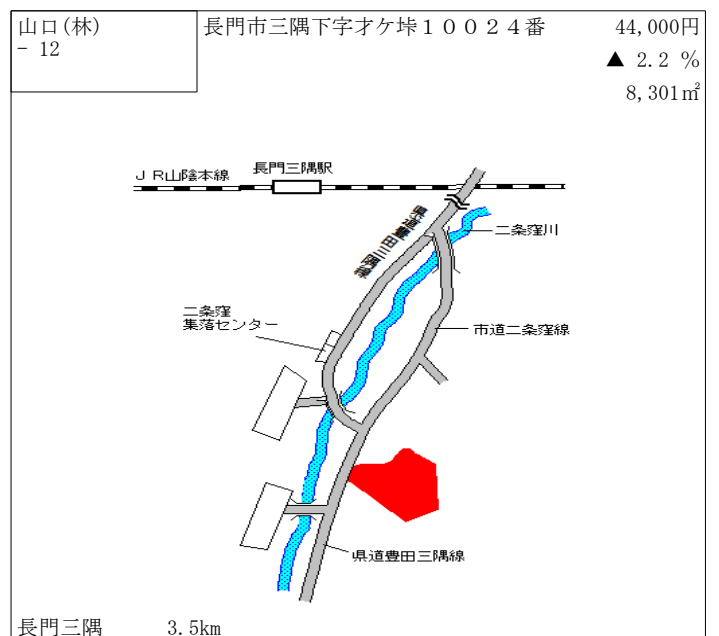 山口(林)
- 12
長門市三隅下字才ケ垰１００２４番
44,000円
▲ 2.2 %
8,301㎡
長門三隅駅
ＪＲ山陰本線
県道豊田三隅線
二条窪川
二条窪
集落センター
市道二条窪線
県道豊田三隅線
長門三隅 3.5km